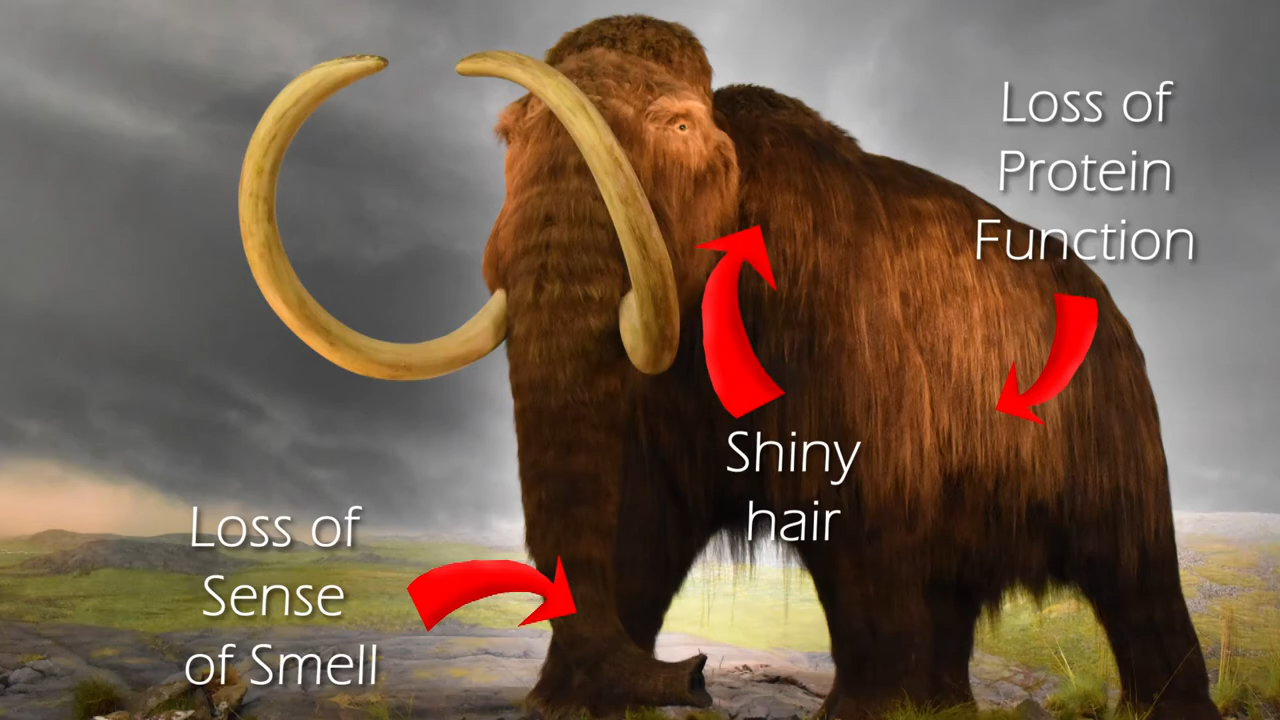 Loss of
Protein
Function
Shiny
hair
Loss of
Sense
of Smell